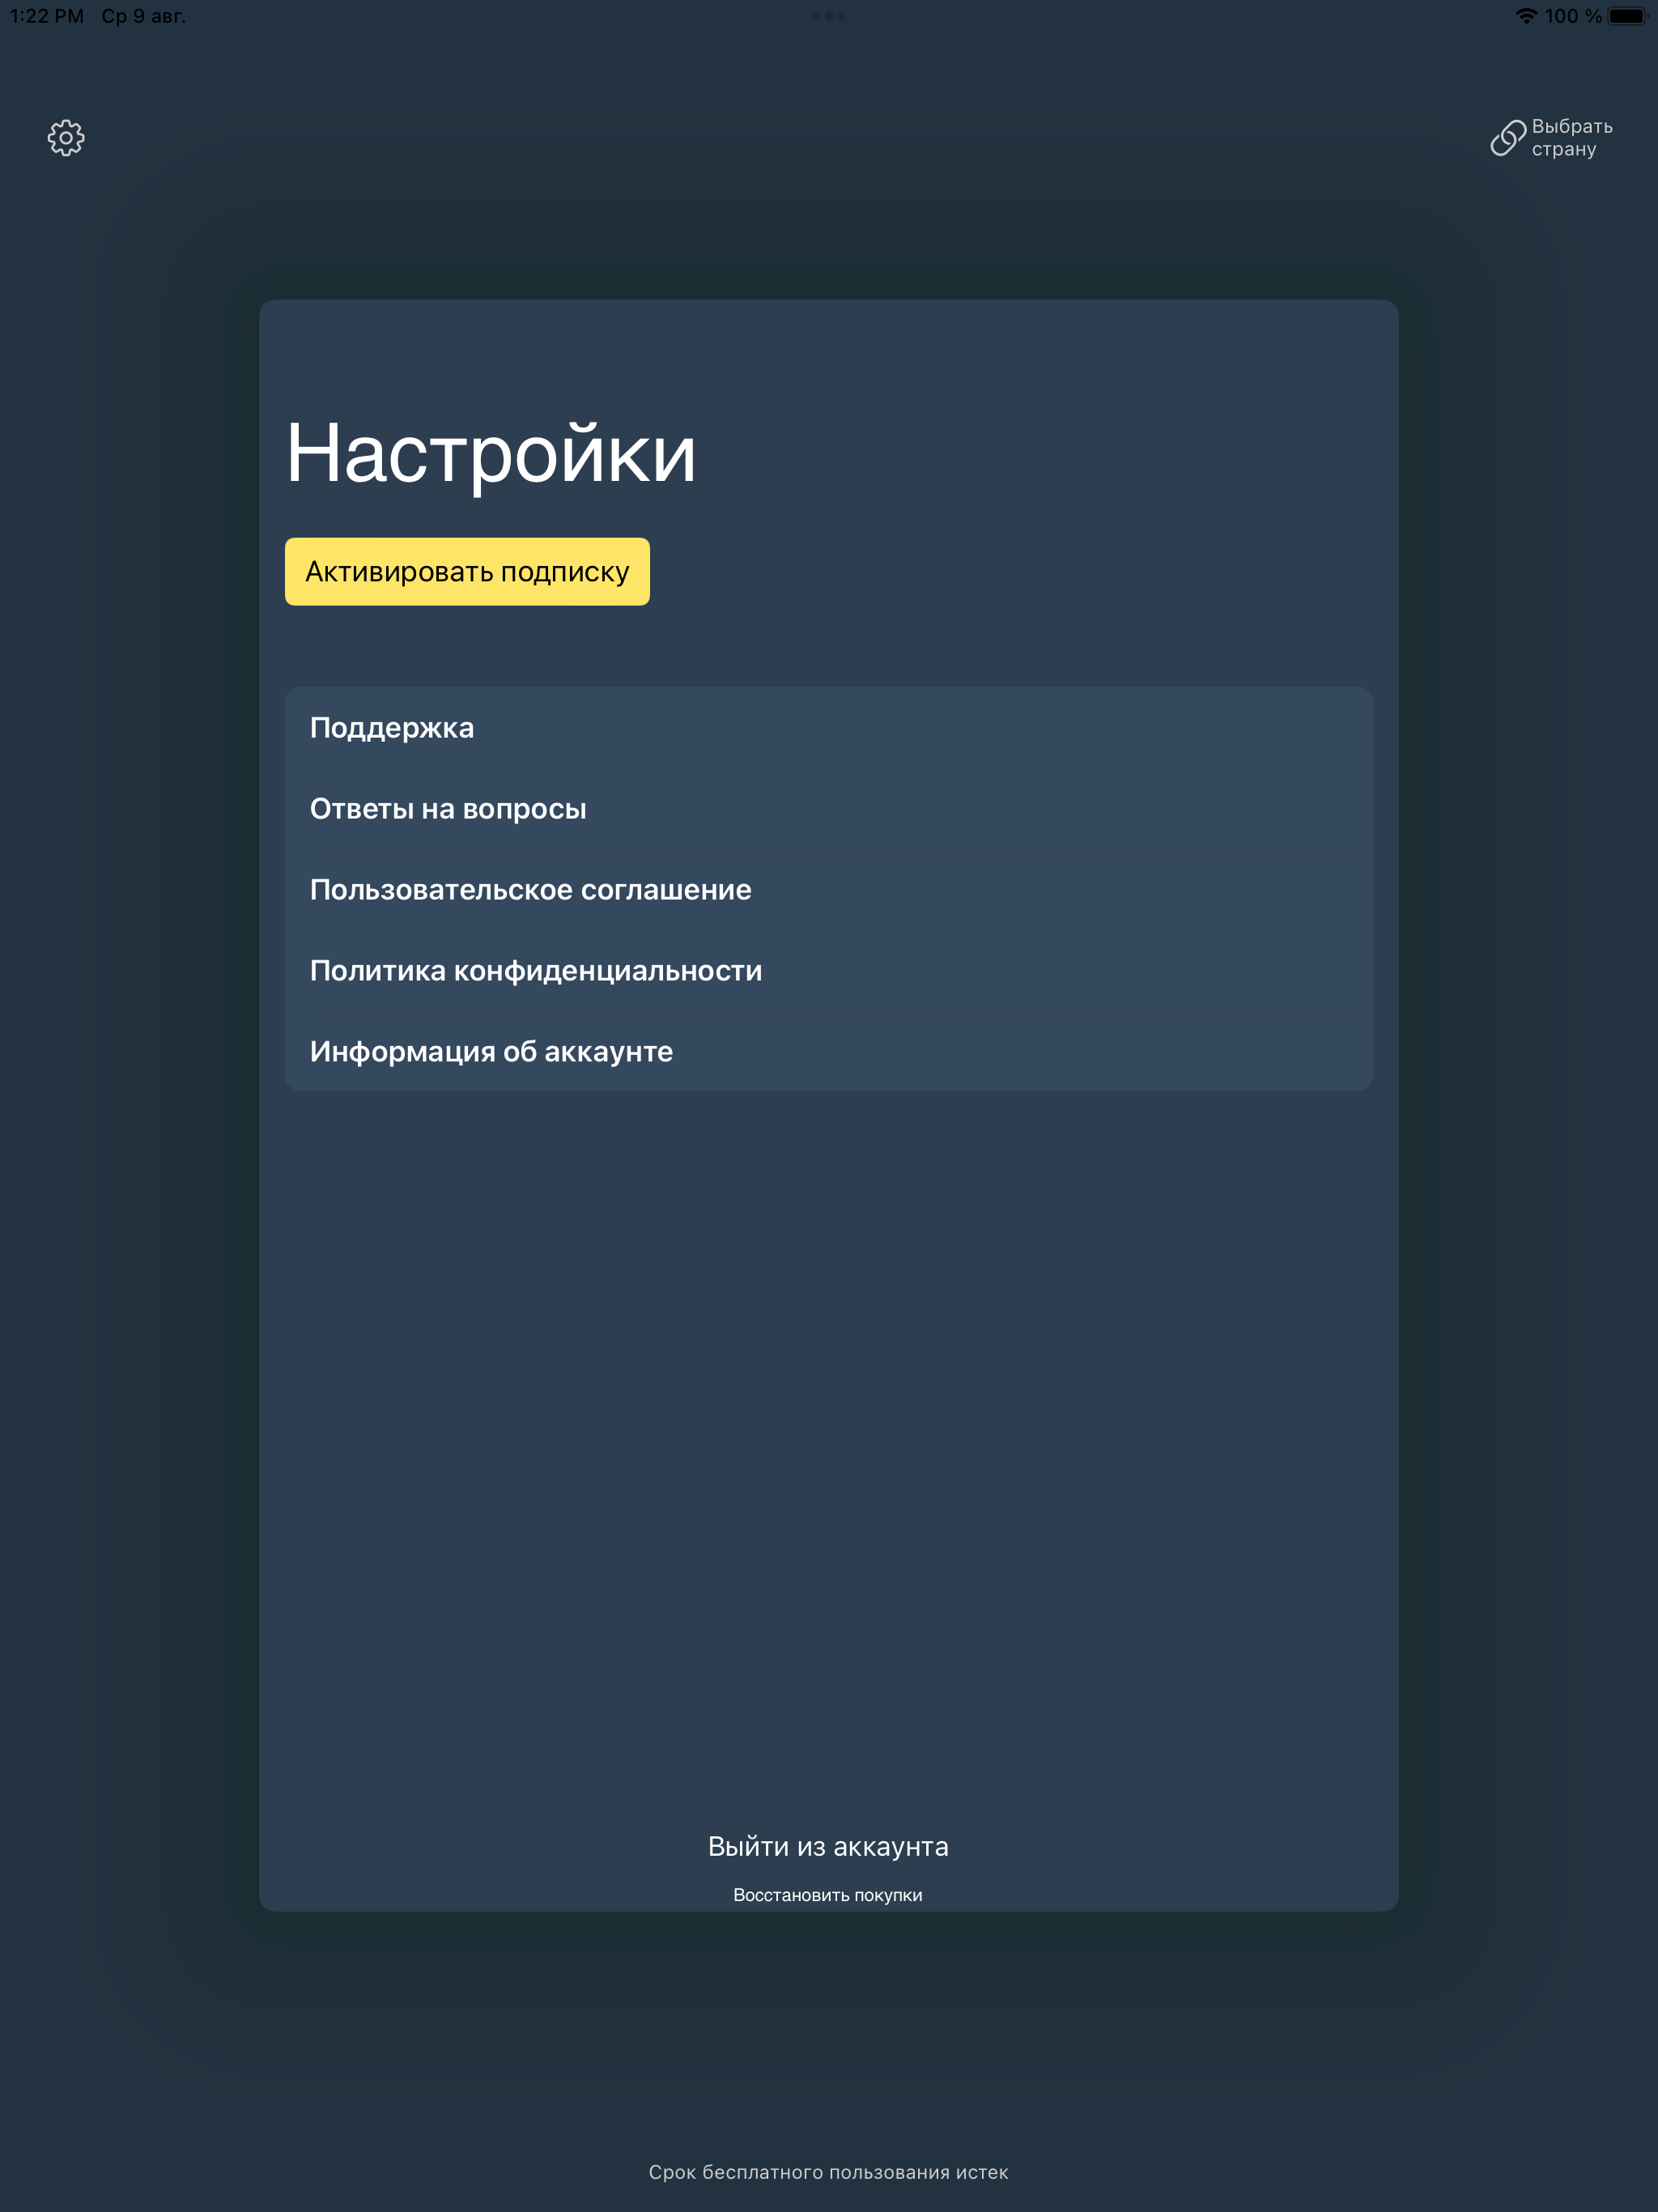 1:22 PM Ср 9 авг.
100 %
Выбрать
страну
Настройки
Активировать подписку
Поддержка
Ответы на вопросы
Пользовательское соглашение
Политика конфиденциальности
Информация об аккаунте
Выйти из аккаунта
Восстановить покупки
Срок бесплатного пользования истек